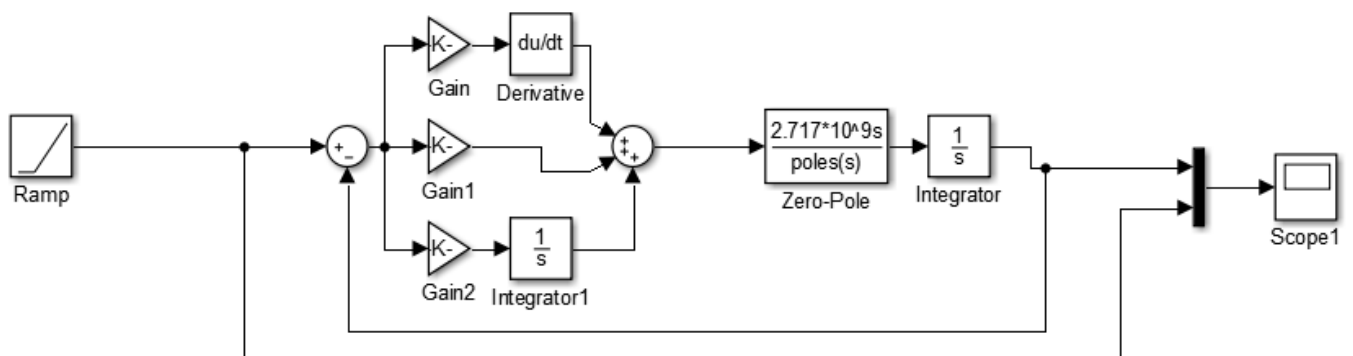 K-
du/dt
Gain
Derivative
+
−
K-
+
+
+
2.717*10^9s
poles(s)
1
s
Ramp
Gain1
Zero-Pole
Integrator
K-
1
s
Scope1
Gain2
Integrator1